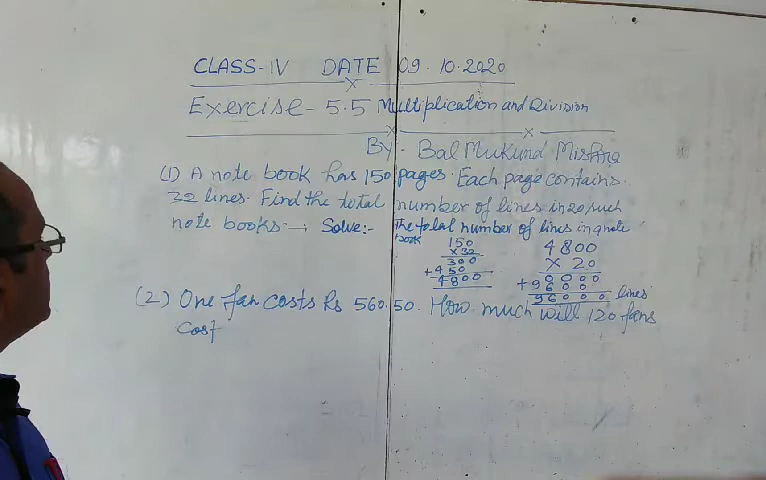 CLASS-IV DATE 09.10.2020
Exercise - 5.5 Multiplication and Division
By - Bal Mukund Mishra
(1) A note book has 150 pages. Each page contains.
32 lines. Find the total number of lines in 20 such
note books. → Solve:- The total number of lines in a note
book
150
x 32
300
+450
4800
4800
x 20
0000
+9600
96000 lines
(2) One fan costs Rs 560.50. How much will 120 fans
cost